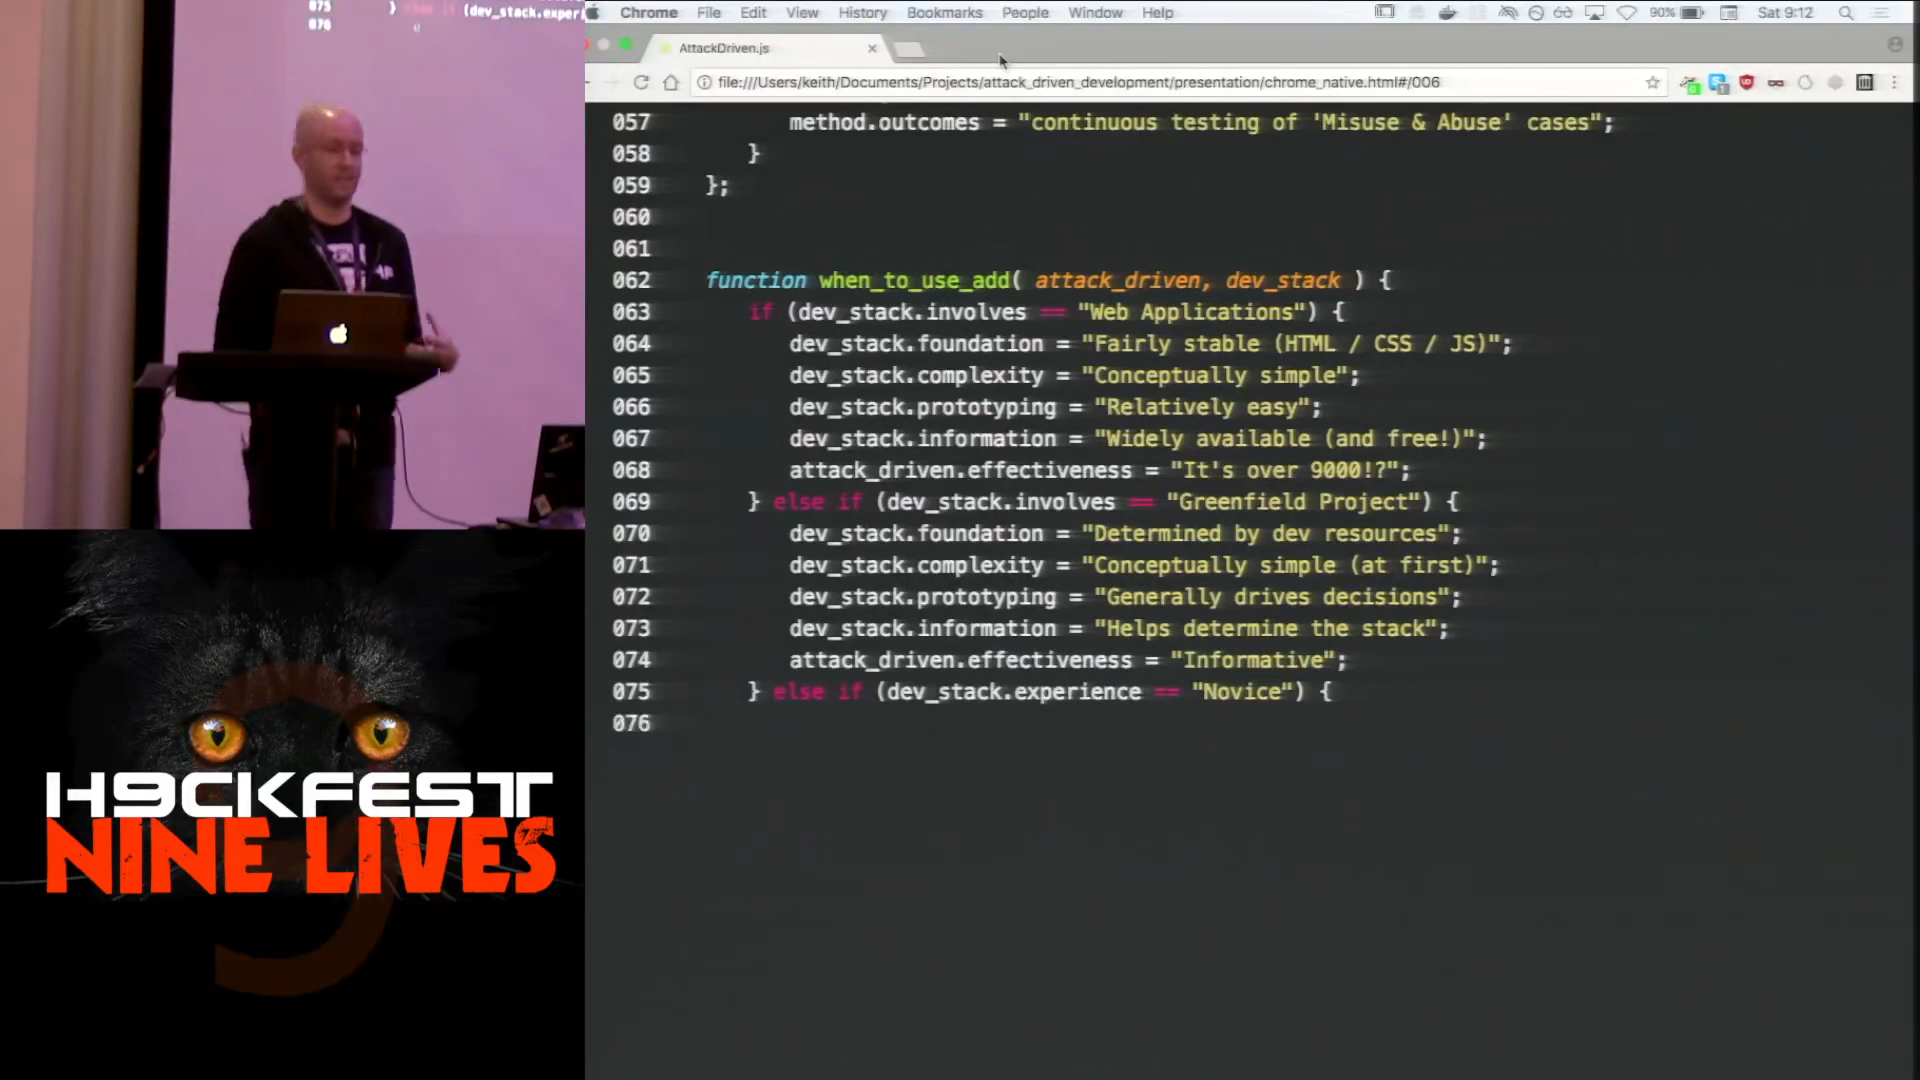 075 } else if (dev_stack.experi
076
Chrome File Edit View History Bookmarks People Window Help 90% Sat 9:12
AttackDriven.js
file:///Users/keith/Documents/Projects/attack_driven_development/presentation/chrome_native.html#/006
057 method.outcomes = "continuous testing of 'Misuse & Abuse' cases";
058 }
059 };
060
061
062 function when_to_use_add( attack_driven, dev_stack ) {
063 if (dev_stack.involves == "Web Applications") {
064 dev_stack.foundation = "Fairly stable (HTML / CSS / JS)";
065 dev_stack.complexity = "Conceptually simple";
066 dev_stack.prototyping = "Relatively easy";
067 dev_stack.information = "Widely available (and free!)";
068 attack_driven.effectiveness = "It's over 9000!?";
069 } else if (dev_stack.involves == "Greenfield Project") {
070 dev_stack.foundation = "Determined by dev resources";
071 dev_stack.complexity = "Conceptually simple (at first)";
072 dev_stack.prototyping = "Generally drives decisions";
073 dev_stack.information = "Helps determine the stack";
074 attack_driven.effectiveness = "Informative";
075 } else if (dev_stack.experience == "Novice") {
076
H9CKFEST
NINE LIVES